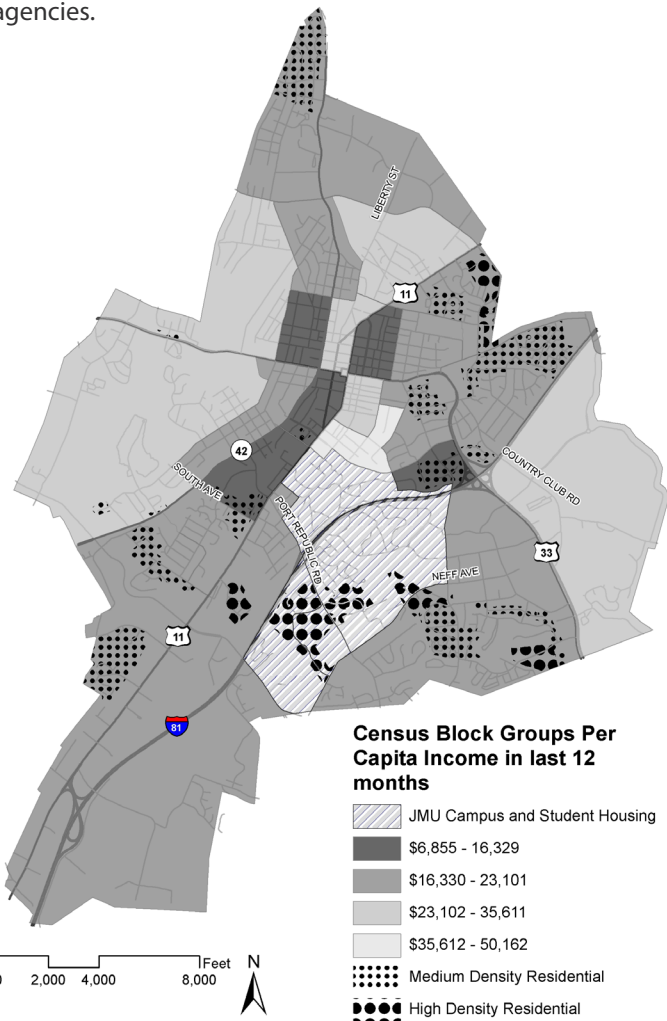 agencies.
LIBERTY ST
11
42
SOUTH AVE
PORT REPUBLIC RD
COUNTRY CLUB RD
33
NEFF AVE
11
81
Census Block Groups Per
Capita Income in last 12
months
JMU Campus and Student Housing
$6,855 - 16,329
$16,330 - 23,101
$23,102 - 35,611
$35,612 - 50,162
Medium Density Residential
High Density Residential
0 2,000 4,000 8,000 Feet
N